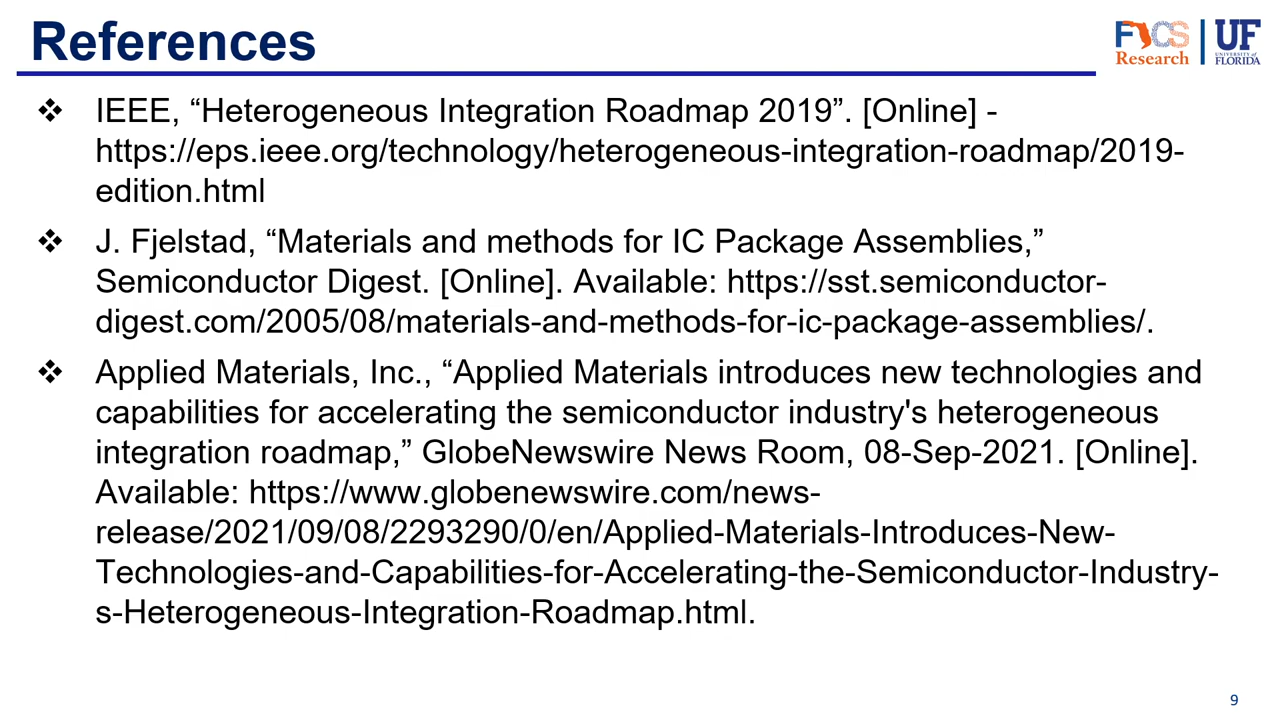 References
FICS
Research
UF
UNIVERSITY of
FLORIDA
❖ IEEE, “Heterogeneous Integration Roadmap 2019”. [Online] -
https://eps.ieee.org/technology/heterogeneous-integration-roadmap/2019-
edition.html
❖ J. Fjelstad, “Materials and methods for IC Package Assemblies,”
Semiconductor Digest. [Online]. Available: https://sst.semiconductor-
digest.com/2005/08/materials-and-methods-for-ic-package-assemblies/.
❖ Applied Materials, Inc., “Applied Materials introduces new technologies and
capabilities for accelerating the semiconductor industry's heterogeneous
integration roadmap,” GlobeNewswire News Room, 08-Sep-2021. [Online].
Available: https://www.globenewswire.com/news-
release/2021/09/08/2293290/0/en/Applied-Materials-Introduces-New-
Technologies-and-Capabilities-for-Accelerating-the-Semiconductor-Industry-
s-Heterogeneous-Integration-Roadmap.html.
9